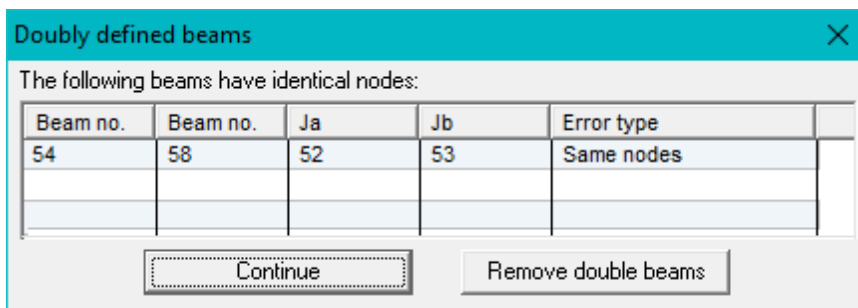 Doubly defined beams
The following beams have identical nodes:
Beam no. Beam no. Ja Jb Error type
54 58 52 53 Same nodes
Continue Remove double beams